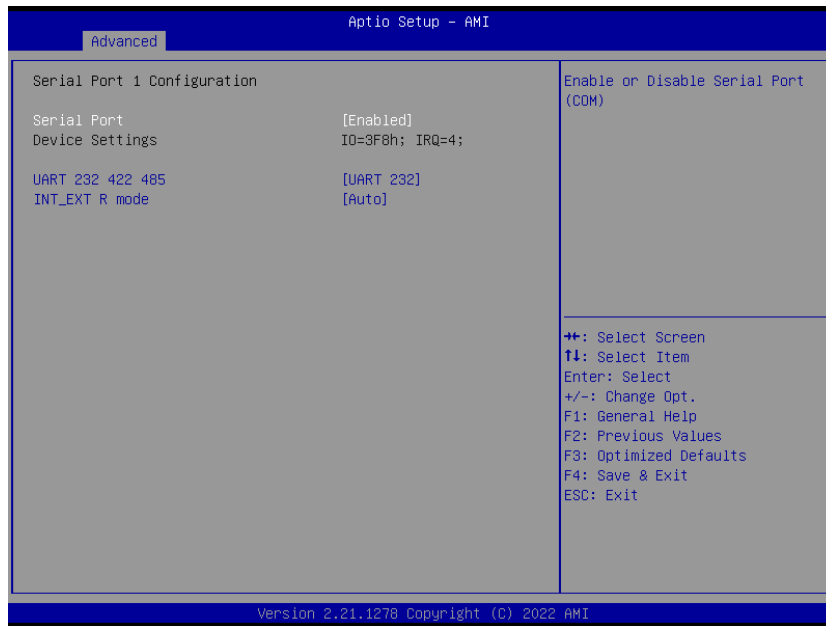 Aptio Setup – AMI
Advanced
Serial Port 1 Configuration
Serial Port [Enabled]
Device Settings IO=3F8h; IRQ=4;
UART 232 422 485 [UART 232]
INT_EXT R mode [Auto]
Enable or Disable Serial Port
(COM)
→←: Select Screen
↑↓: Select Item
Enter: Select
+/-: Change Opt.
F1: General Help
F2: Previous Values
F3: Optimized Defaults
F4: Save & Exit
ESC: Exit
Version 2.21.1278 Copyright (C) 2022 AMI